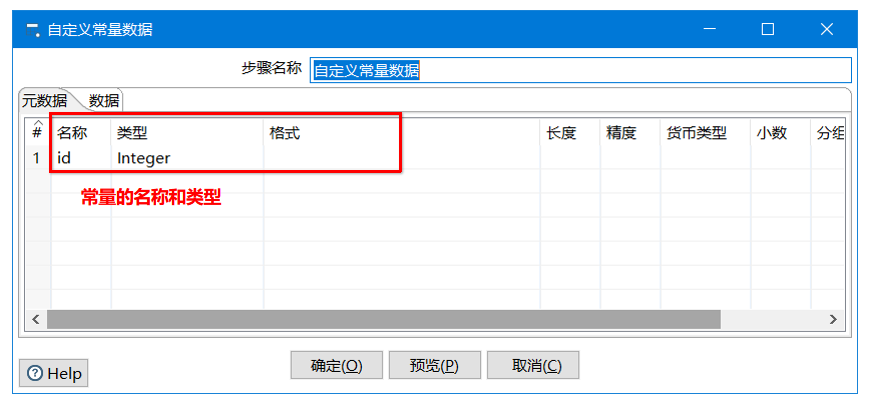 自定义常量数据
步骤名称 自定义常量数据
元数据 数据
# 名称 类型 格式 长度 精度 货币类型 小数 分组
1 id Integer
常量的名称和类型
确定(O) 预览(P) 取消(C)
Help